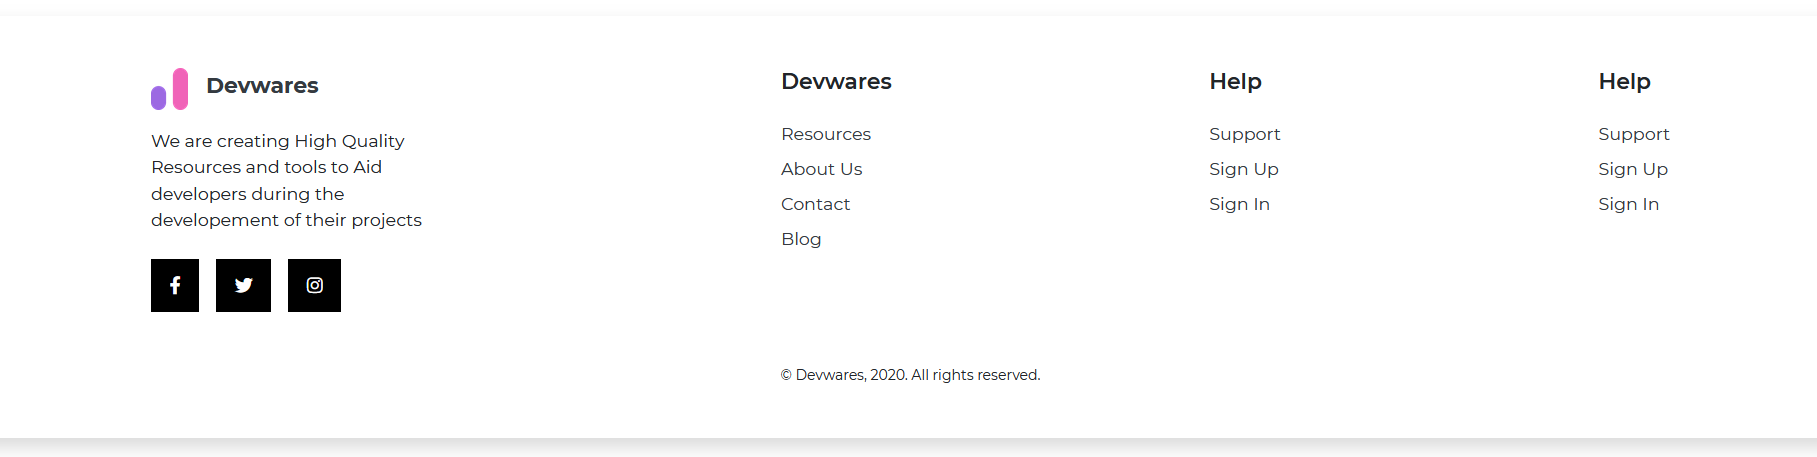 Devwares
We are creating High Quality
Resources and tools to Aid
developers during the
developement of their projects
Devwares
Resources
About Us
Contact
Blog
Help
Support
Sign Up
Sign In
Help
Support
Sign Up
Sign In
© Devwares, 2020. All rights reserved.